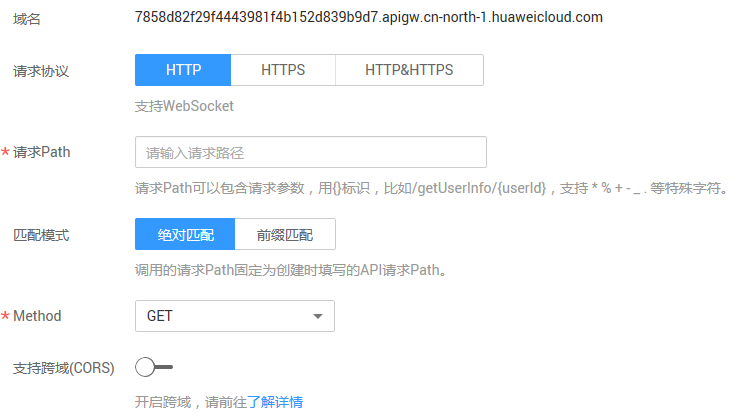 域名 7858d82f29f4443981f4b152d839b9d7.apigw.cn-north-1.huaweicloud.com
请求协议 HTTP HTTPS HTTP&HTTPS
支持WebSocket
* 请求Path 请输入请求路径
请求Path可以包含请求参数，用{}标识，比如/getUserInfo/{userId}，支持 * % + - _ . 等特殊字符。
匹配模式 绝对匹配 前缀匹配
调用的请求Path固定为创建时填写的API请求Path。
* Method GET
支持跨域(CORS)
开启跨域，请前往了解详情